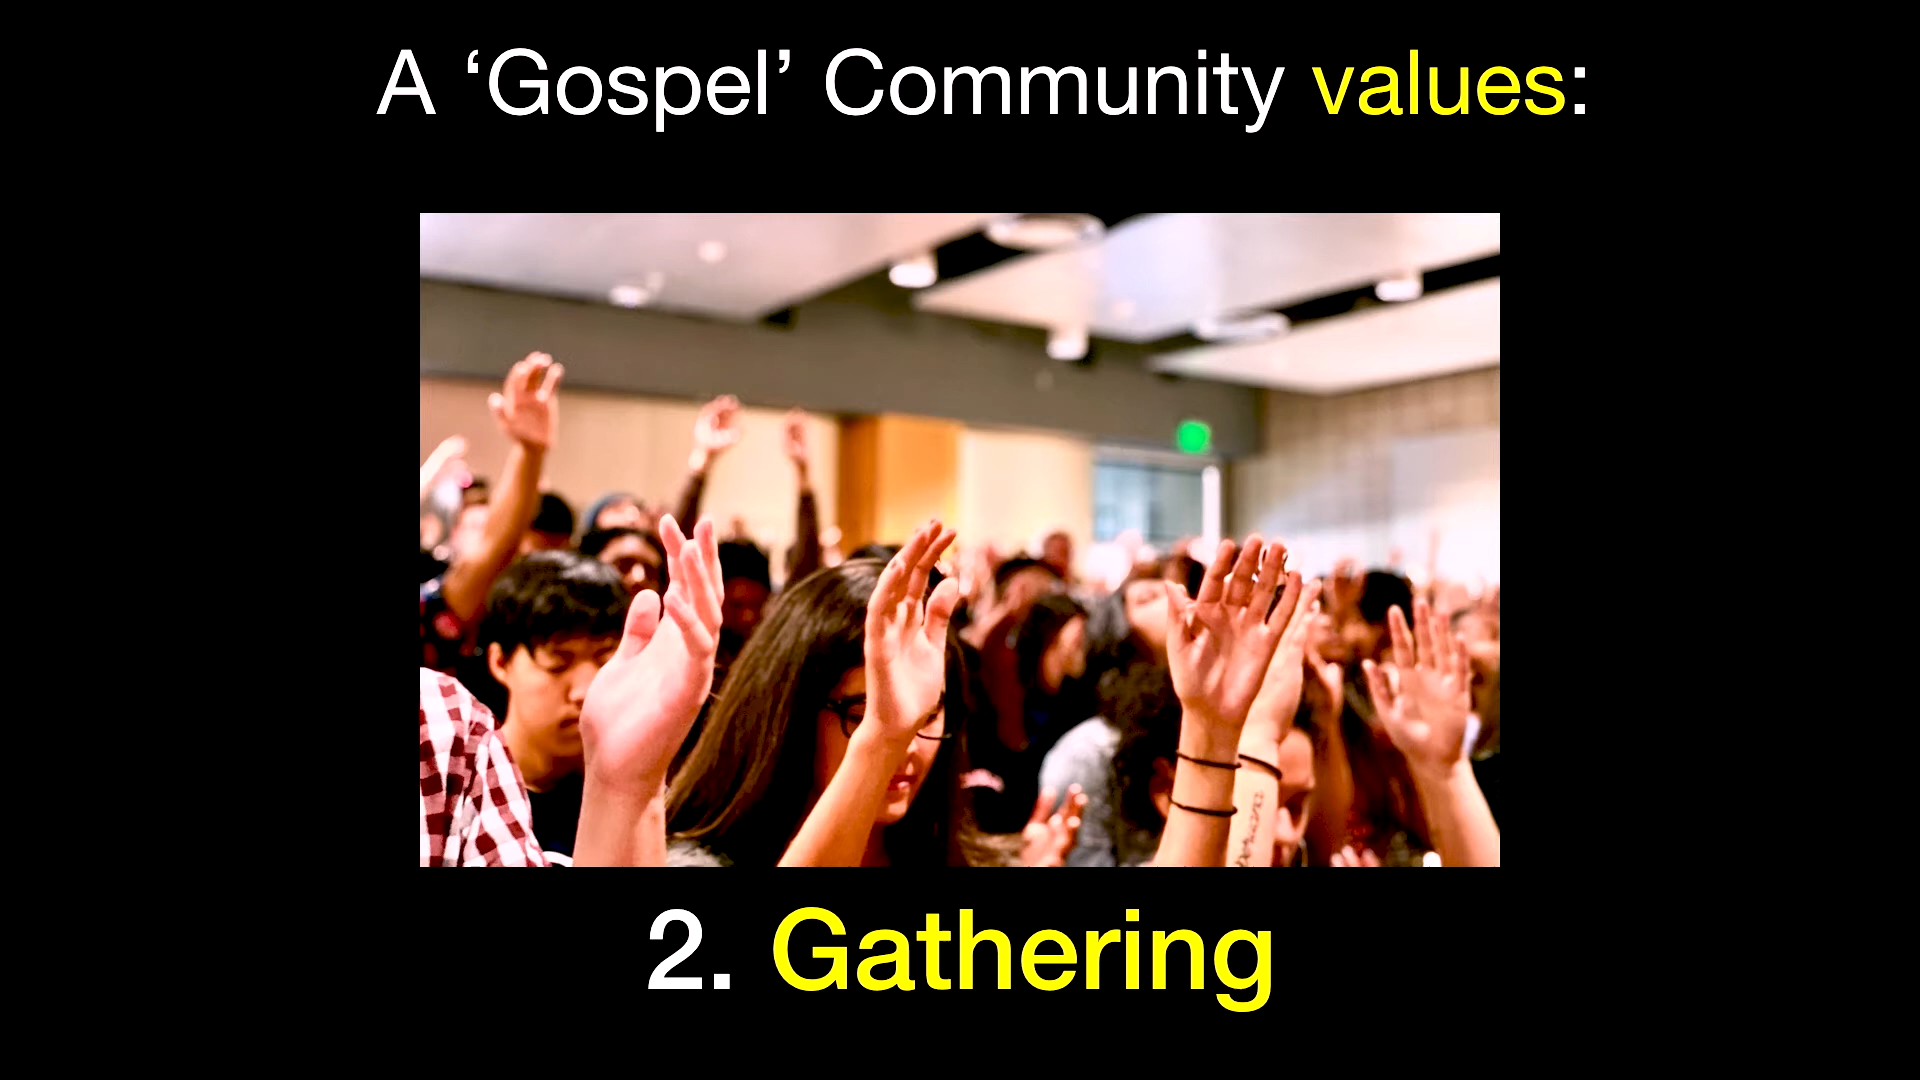 A ‘Gospel’ Community values:
2. Gathering